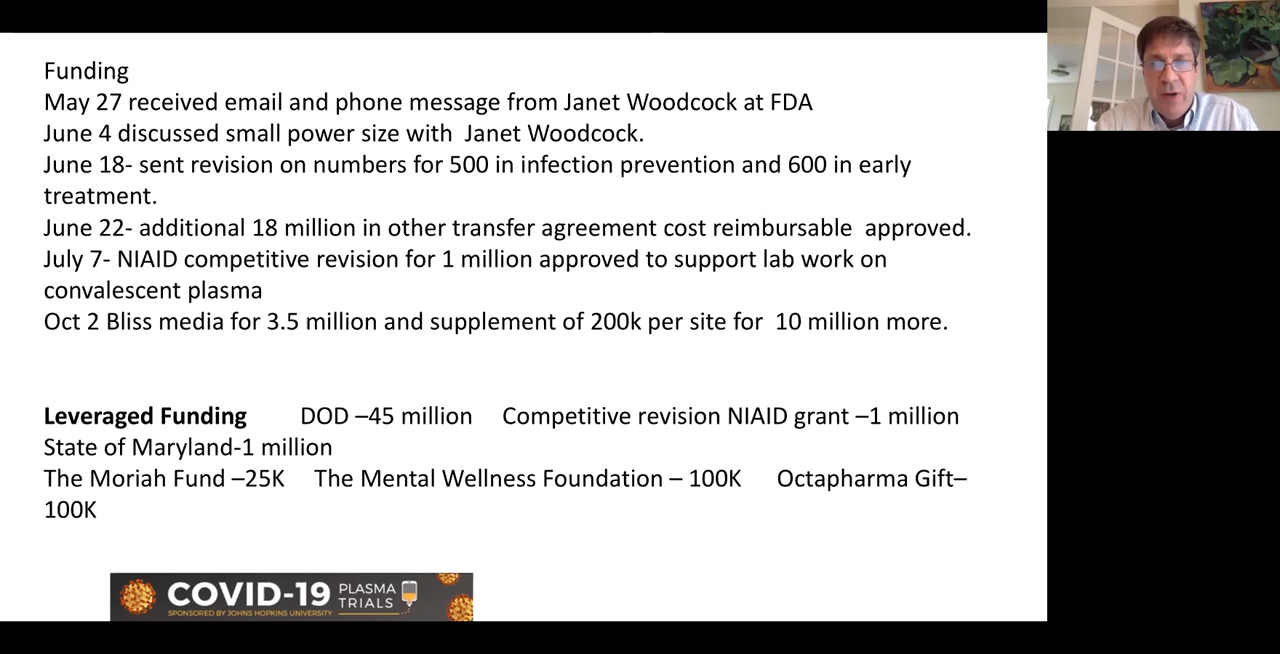 Funding
May 27 received email and phone message from Janet Woodcock at FDA
June 4 discussed small power size with  Janet Woodcock.
June 18- sent revision on numbers for 500 in infection prevention and 600 in early
treatment.
June 22- additional 18 million in other transfer agreement cost reimbursable  approved.
July 7- NIAID competitive revision for 1 million approved to support lab work on
convalescent plasma
Oct 2 Bliss media for 3.5 million and supplement of 200k per site for  10 million more.
Leveraged Funding    DOD –45 million    Competitive revision NIAID grant –1 million
State of Maryland-1 million
The Moriah Fund –25K    The Mental Wellness Foundation – 100K    Octapharma Gift–
100K
COVID-19 PLASMA
TRIALS
SPONSORED BY JOHNS HOPKINS UNIVERSITY